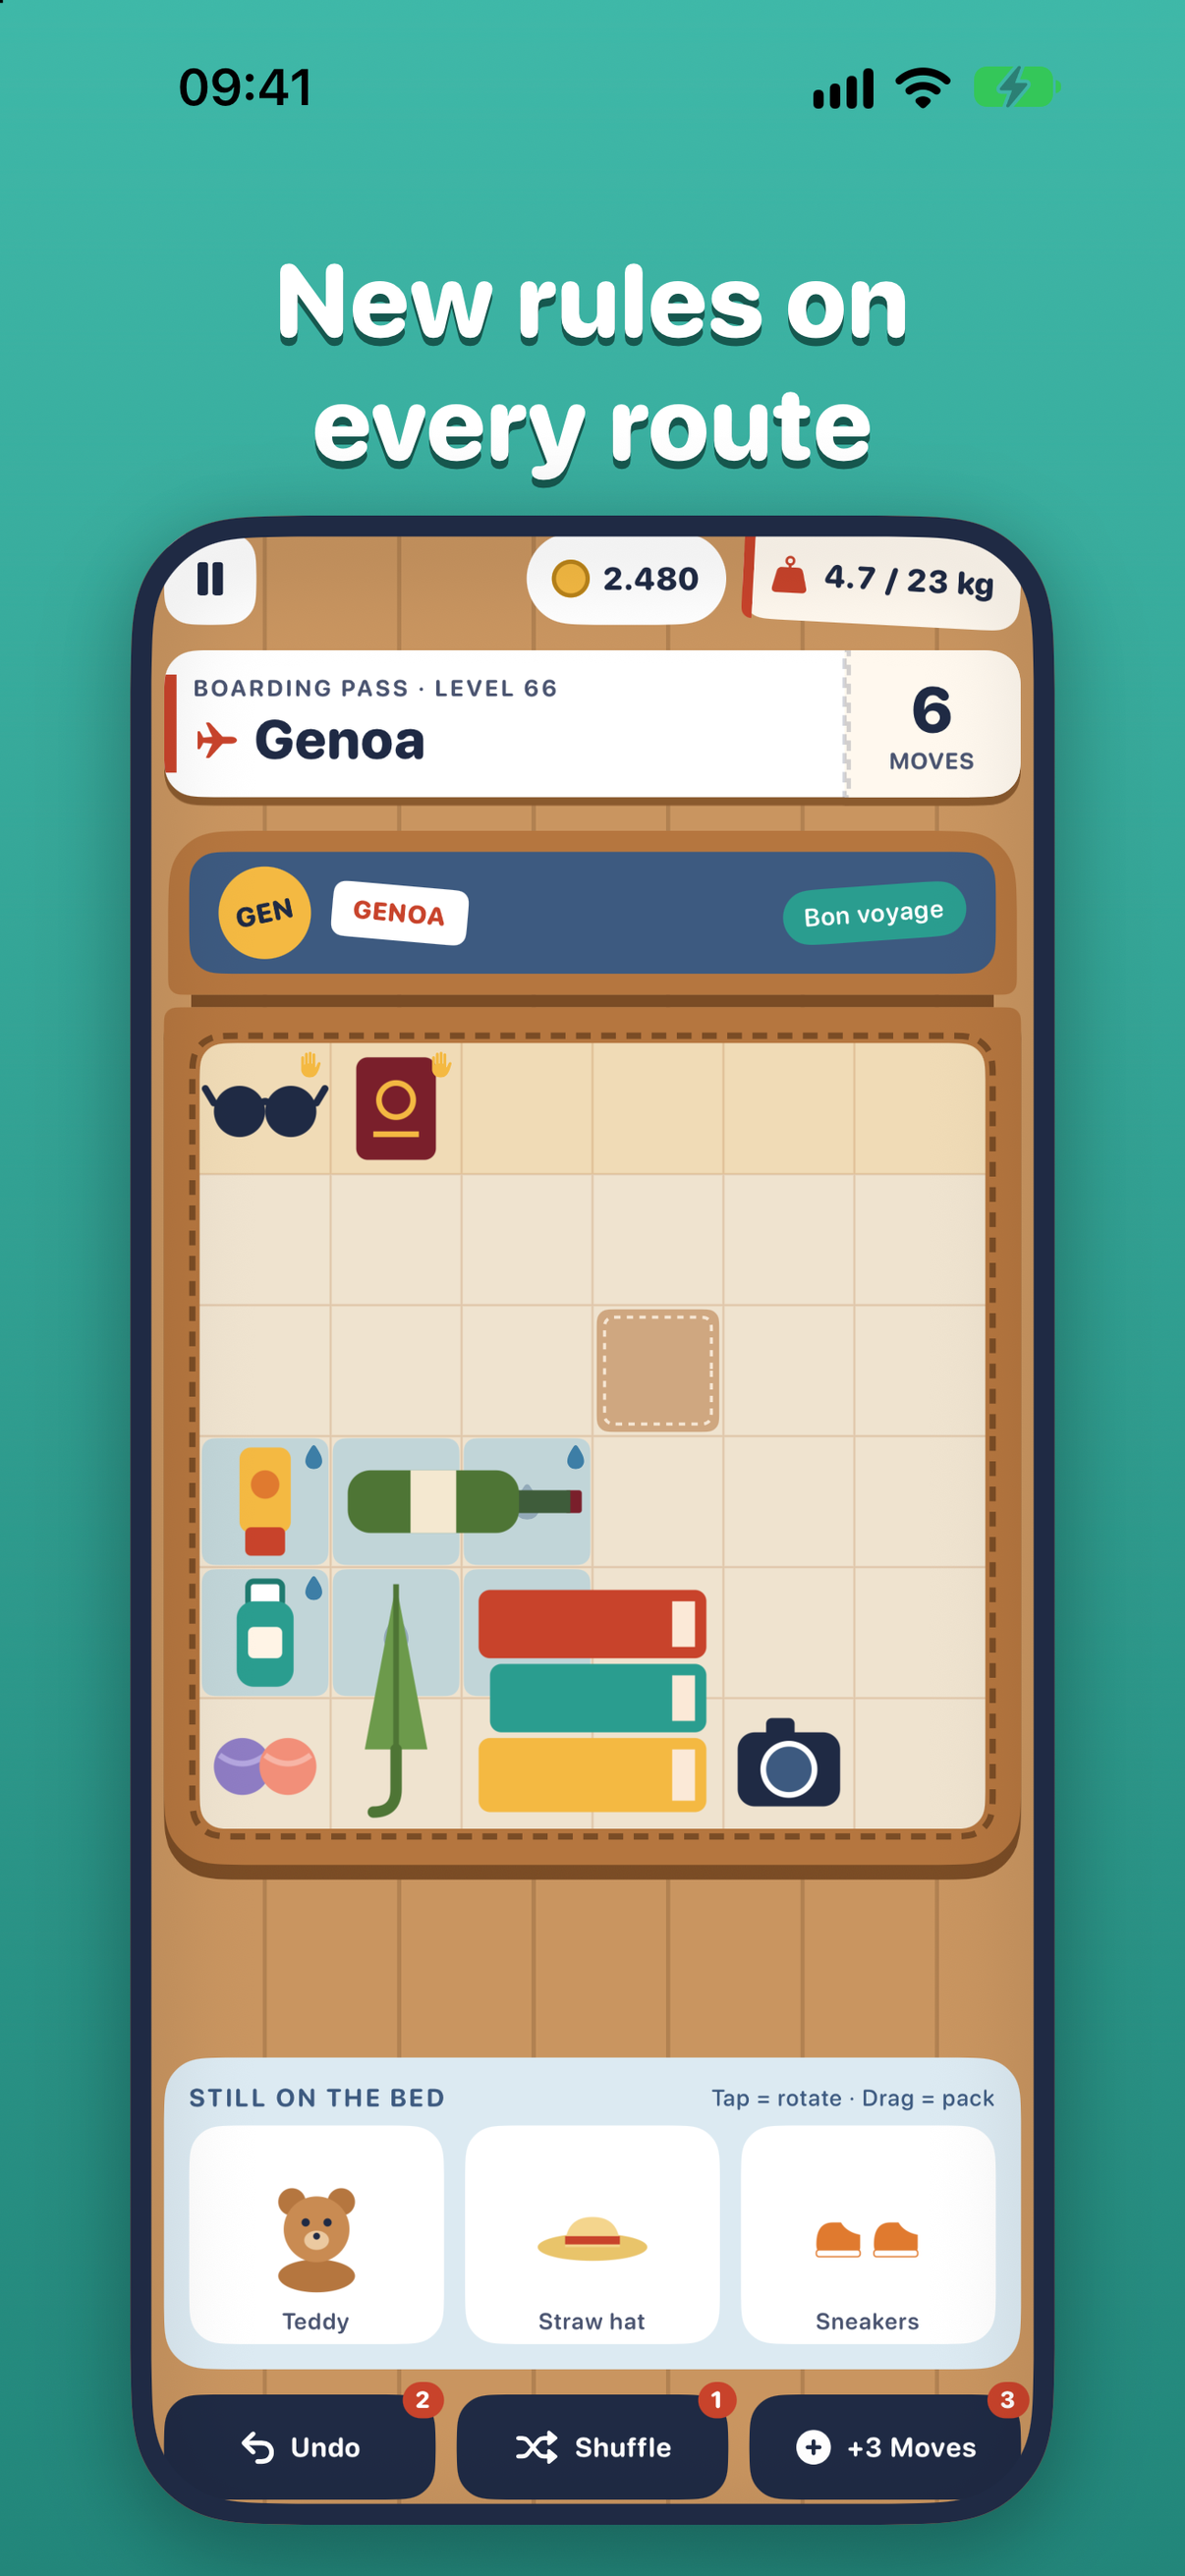 09:41
New rules on
every route
2.480
4.7 / 23 kg
BOARDING PASS · LEVEL 66
Genoa
6
MOVES
GEN
GENOA
Bon voyage
STILL ON THE BED
Tap = rotate · Drag = pack
Teddy
Straw hat
Sneakers
2
1
3
Undo
Shuffle
+3 Moves